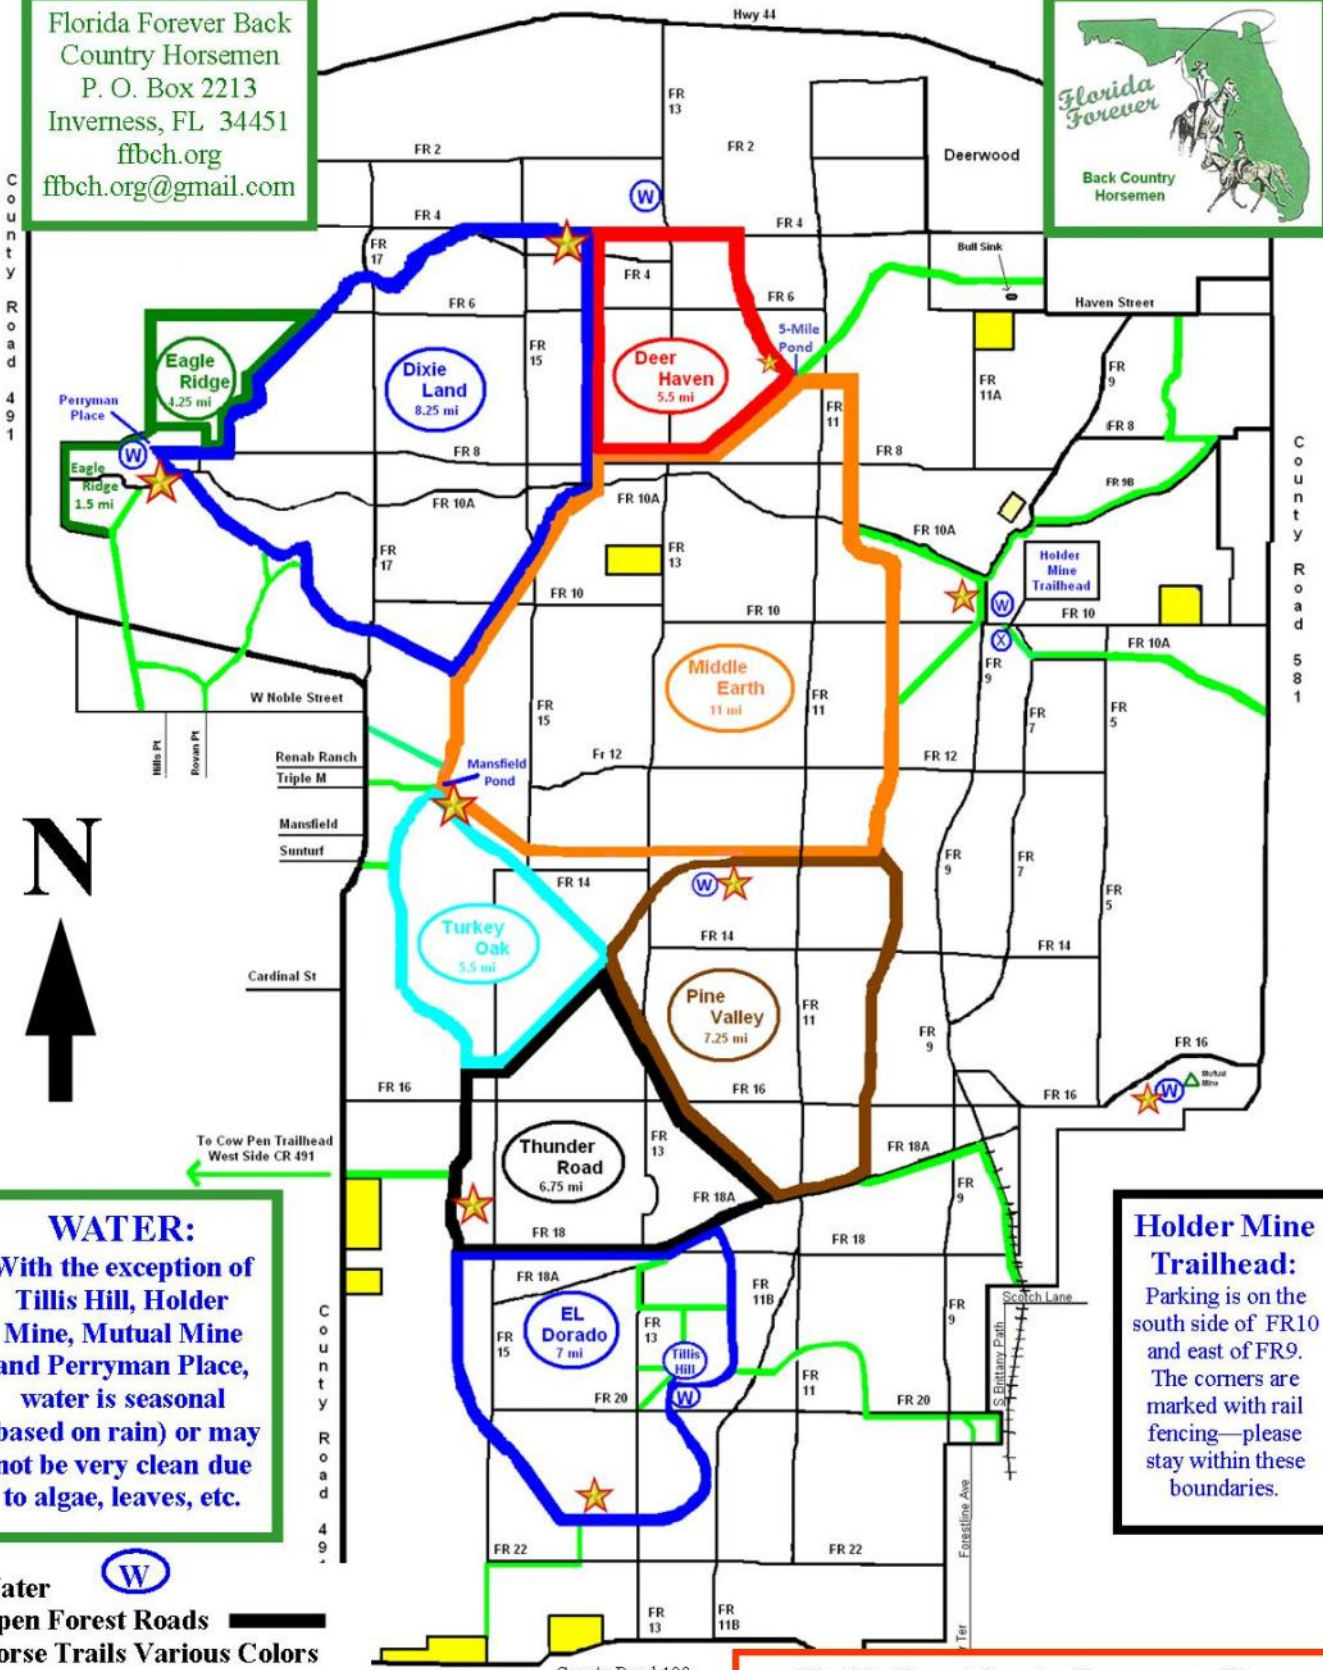 Florida Forever Back
Country Horsemen
P. O. Box 2213
Inverness, FL 34451
ffbch.org
ffbch.org@gmail.com
Hwy 44
Florida
Forever
Back Country
Horsemen
FR
13
FR 2
FR 2
Deerwood
W
FR 4
FR 4
FR
17
Bull Sink
FR 4
FR 6
FR 6
Haven Street
County Road 491
Eagle
Ridge
4.25 mi
Dixie
Land
8.25 mi
FR
15
Deer
Haven
5.5 mi
5-Mile
Pond
FR
11A
FR
9
Perryman
Place
FR
11
FR 8
W
FR 8
FR 8
Eagle
Ridge
1.5 mi
FR 10A
FR 10A
FR 9B
County Road 581
FR 10A
FR
17
FR
13
Holder
Mine
Trailhead
FR 10
FR 10
W
FR 10
X
FR 10A
Middle
Earth
11 mi
FR
9
W Noble Street
FR
15
FR
11
FR
7
FR
5
Hills Pt
Rovan Pt
Renab Ranch
Triple M
Mansfield
Pond
Fr 12
FR 12
N
Mansfield
Sunturf
FR
9
FR
7
FR
5
FR 14
W
Turkey
Oak
5.5 mi
FR 14
FR 14
Cardinal St
Pine
Valley
7.25 mi
FR
11
FR
9
FR 16
FR 16
FR 16
FR 16
W
Mutual
Mine
To Cow Pen Trailhead
West Side CR 491
Thunder
Road
6.75 mi
FR
13
FR 18A
FR 18A
FR
9
FR 18
FR 18
WATER:
With the exception of
Tillis Hill, Holder
Mine, Mutual Mine
and Perryman Place,
water is seasonal
based on rain) or may
not be very clean due
to algae, leaves, etc.
Holder Mine
Trailhead:
Parking is on the
south side of FR10
and east of FR9.
The corners are
marked with rail
fencing—please
stay within these
boundaries.
FR 18A
FR
11B
Scotch Lane
County Road 491
EL
Dorado
7 mi
FR
15
FR
13
Tillis
Hill
W
FR
9
S Brittany Path
FR
11
FR 20
FR 20
Forestline Ave
FR 22
FR 22
W
ater
pen Forest Roads
orse Trails Various Colors
FR
13
FR
11B
Ter